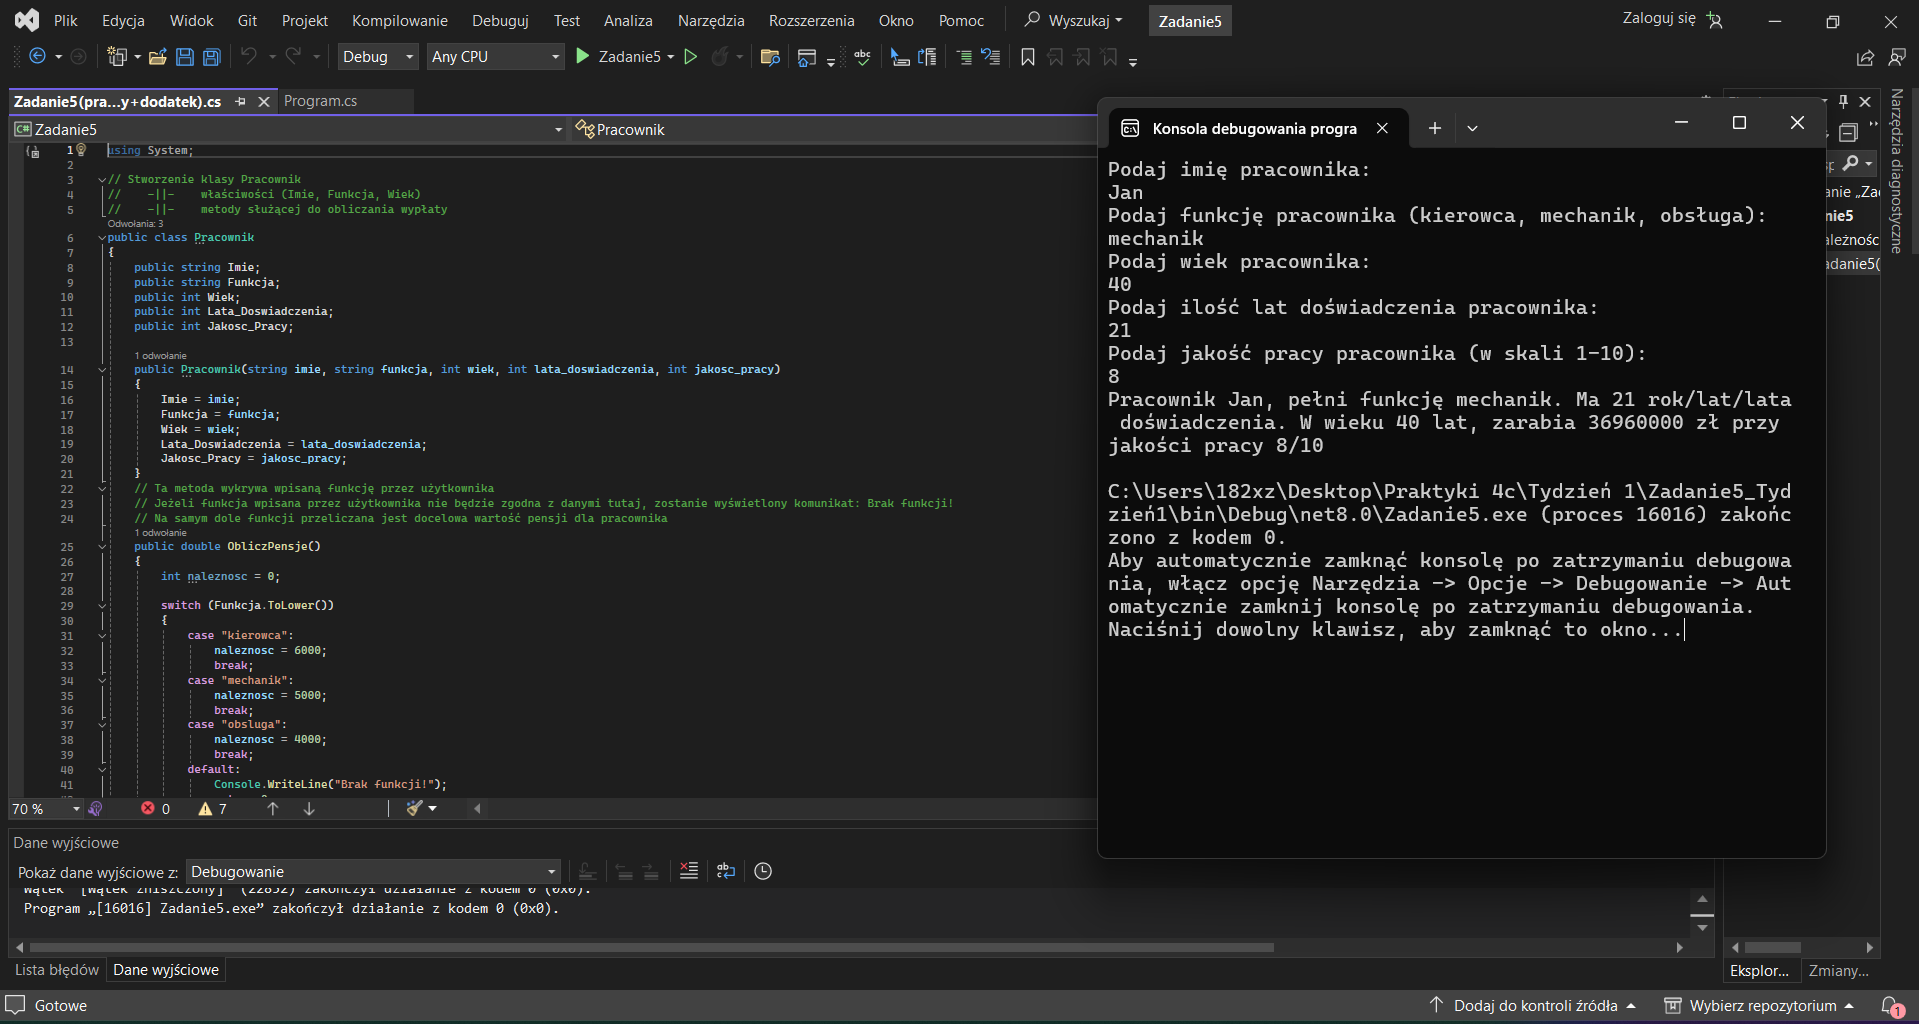 Plik Edycja Widok Git Projekt Kompilowanie Debuguj Test Analiza Narzędzia Rozszerzenia Okno Pomoc Wyszukaj Zadanie5 Zaloguj się
Debug Any CPU Zadanie5
Zadanie5(pra...y+dodatek).cs Program.cs
Zadanie5 Pracownik
1 using System;
2
3 // Stworzenie klasy Pracownik
4 // -||- właściwości (Imie, Funkcja, Wiek)
5 // -||- metody służącej do obliczania wypłaty
Odwołania: 3
6 public class Pracownik
7 {
8 public string Imie;
9 public string Funkcja;
10 public int Wiek;
11 public int Lata_Doswiadczenia;
12 public int Jakosc_Pracy;
13
1 odwołanie
14 public Pracownik(string imie, string funkcja, int wiek, int lata_doswiadczenia, int jakosc_pracy)
15 {
16 Imie = imie;
17 Funkcja = funkcja;
18 Wiek = wiek;
19 Lata_Doswiadczenia = lata_doswiadczenia;
20 Jakosc_Pracy = jakosc_pracy;
21 }
22 // Ta metoda wykrywa wpisaną funkcję przez użytkownika
23 // Jeżeli funkcja wpisana przez użytkownika nie będzie zgodna z danymi tutaj, zostanie wyświetlony komunikat: Brak funkcji!
24 // Na samym dole funkcji przeliczana jest docelowa wartość pensji dla pracownika
1 odwołanie
25 public double ObliczPensje()
26 {
27 int naleznosc = 0;
28
29 switch (Funkcja.ToLower())
30 {
31 case "kierowca":
32 naleznosc = 6000;
33 break;
34 case "mechanik":
35 naleznosc = 5000;
36 break;
37 case "obsluga":
38 naleznosc = 4000;
39 break;
40 default:
41 Console.WriteLine("Brak funkcji!");
70 % 0 7
Konsola debugowania progra
Podaj imię pracownika:
Jan
Podaj funkcję pracownika (kierowca, mechanik, obsługa):
mechanik
Podaj wiek pracownika:
40
Podaj ilość lat doświadczenia pracownika:
21
Podaj jakość pracy pracownika (w skali 1-10):
8
Pracownik Jan, pełni funkcję mechanik. Ma 21 rok/lat/lata
doświadczenia. W wieku 40 lat, zarabia 36960000 zł przy
jakości pracy 8/10
C:\Users\182xz\Desktop\Praktyki 4c\Tydzień 1\Zadanie5_Tyd
zień1\bin\Debug\net8.0\Zadanie5.exe (proces 16016) zakońc
zono z kodem 0.
Aby automatycznie zamknąć konsolę po zatrzymaniu debugowa
nia, włącz opcję Narzędzia -> Opcje -> Debugowanie -> Aut
omatycznie zamknij konsolę po zatrzymaniu debugowania.
Naciśnij dowolny klawisz, aby zamknąć to okno...
anie „Za
nie5
ależnośc
adanie5(
Narzędzia diagnostyczne
Dane wyjściowe
Pokaż dane wyjściowe z: Debugowanie
Wątek [Wątek zniszczony] (22852) zakończył działanie z kodem 0 (0x0).
Program „[16016] Zadanie5.exe” zakończył działanie z kodem 0 (0x0).
Lista błędów Dane wyjściowe
Eksplor... Zmiany...
Gotowe Dodaj do kontroli źródła Wybierz repozytorium 1